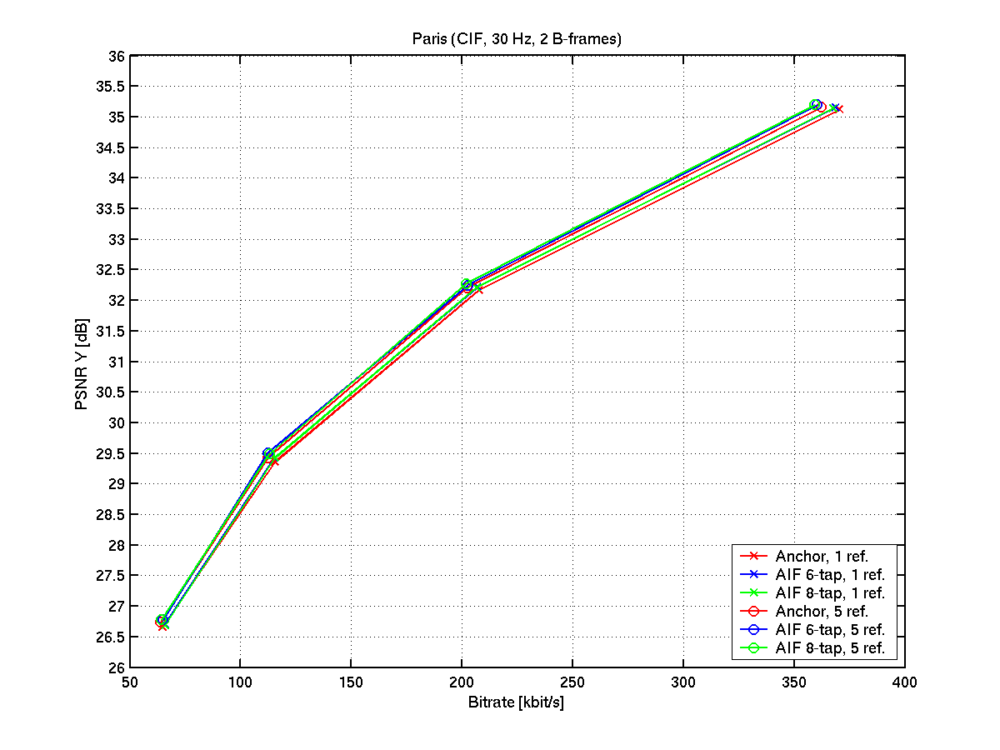 Paris (CIF, 30 Hz, 2 B-frames)
36
35.5
35
34.5
34
33.5
33
32.5
32
31.5
31
30.5
30
29.5
29
28.5
28
27.5
27
26.5
26
PSNR Y [dB]
50 100 150 200 250 300 350 400
Bitrate [kbit/s]
Anchor, 1 ref.
AIF 6-tap, 1 ref.
AIF 8-tap, 1 ref.
Anchor, 5 ref.
AIF 6-tap, 5 ref.
AIF 8-tap, 5 ref.